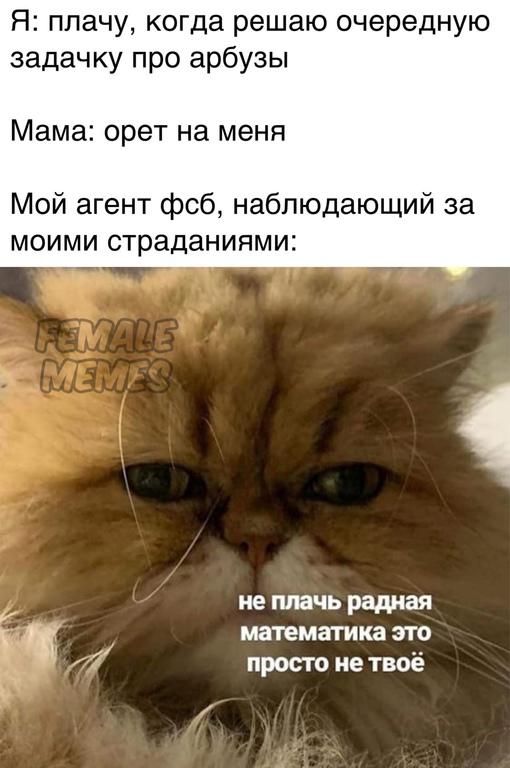 Я: плачу, когда решаю очередную
задачку про арбузы
Мама: орет на меня
Мой агент фсб, наблюдающий за
моими страданиями:
FEMALE
MEMES
не плачь радная
математика это
просто не твоё